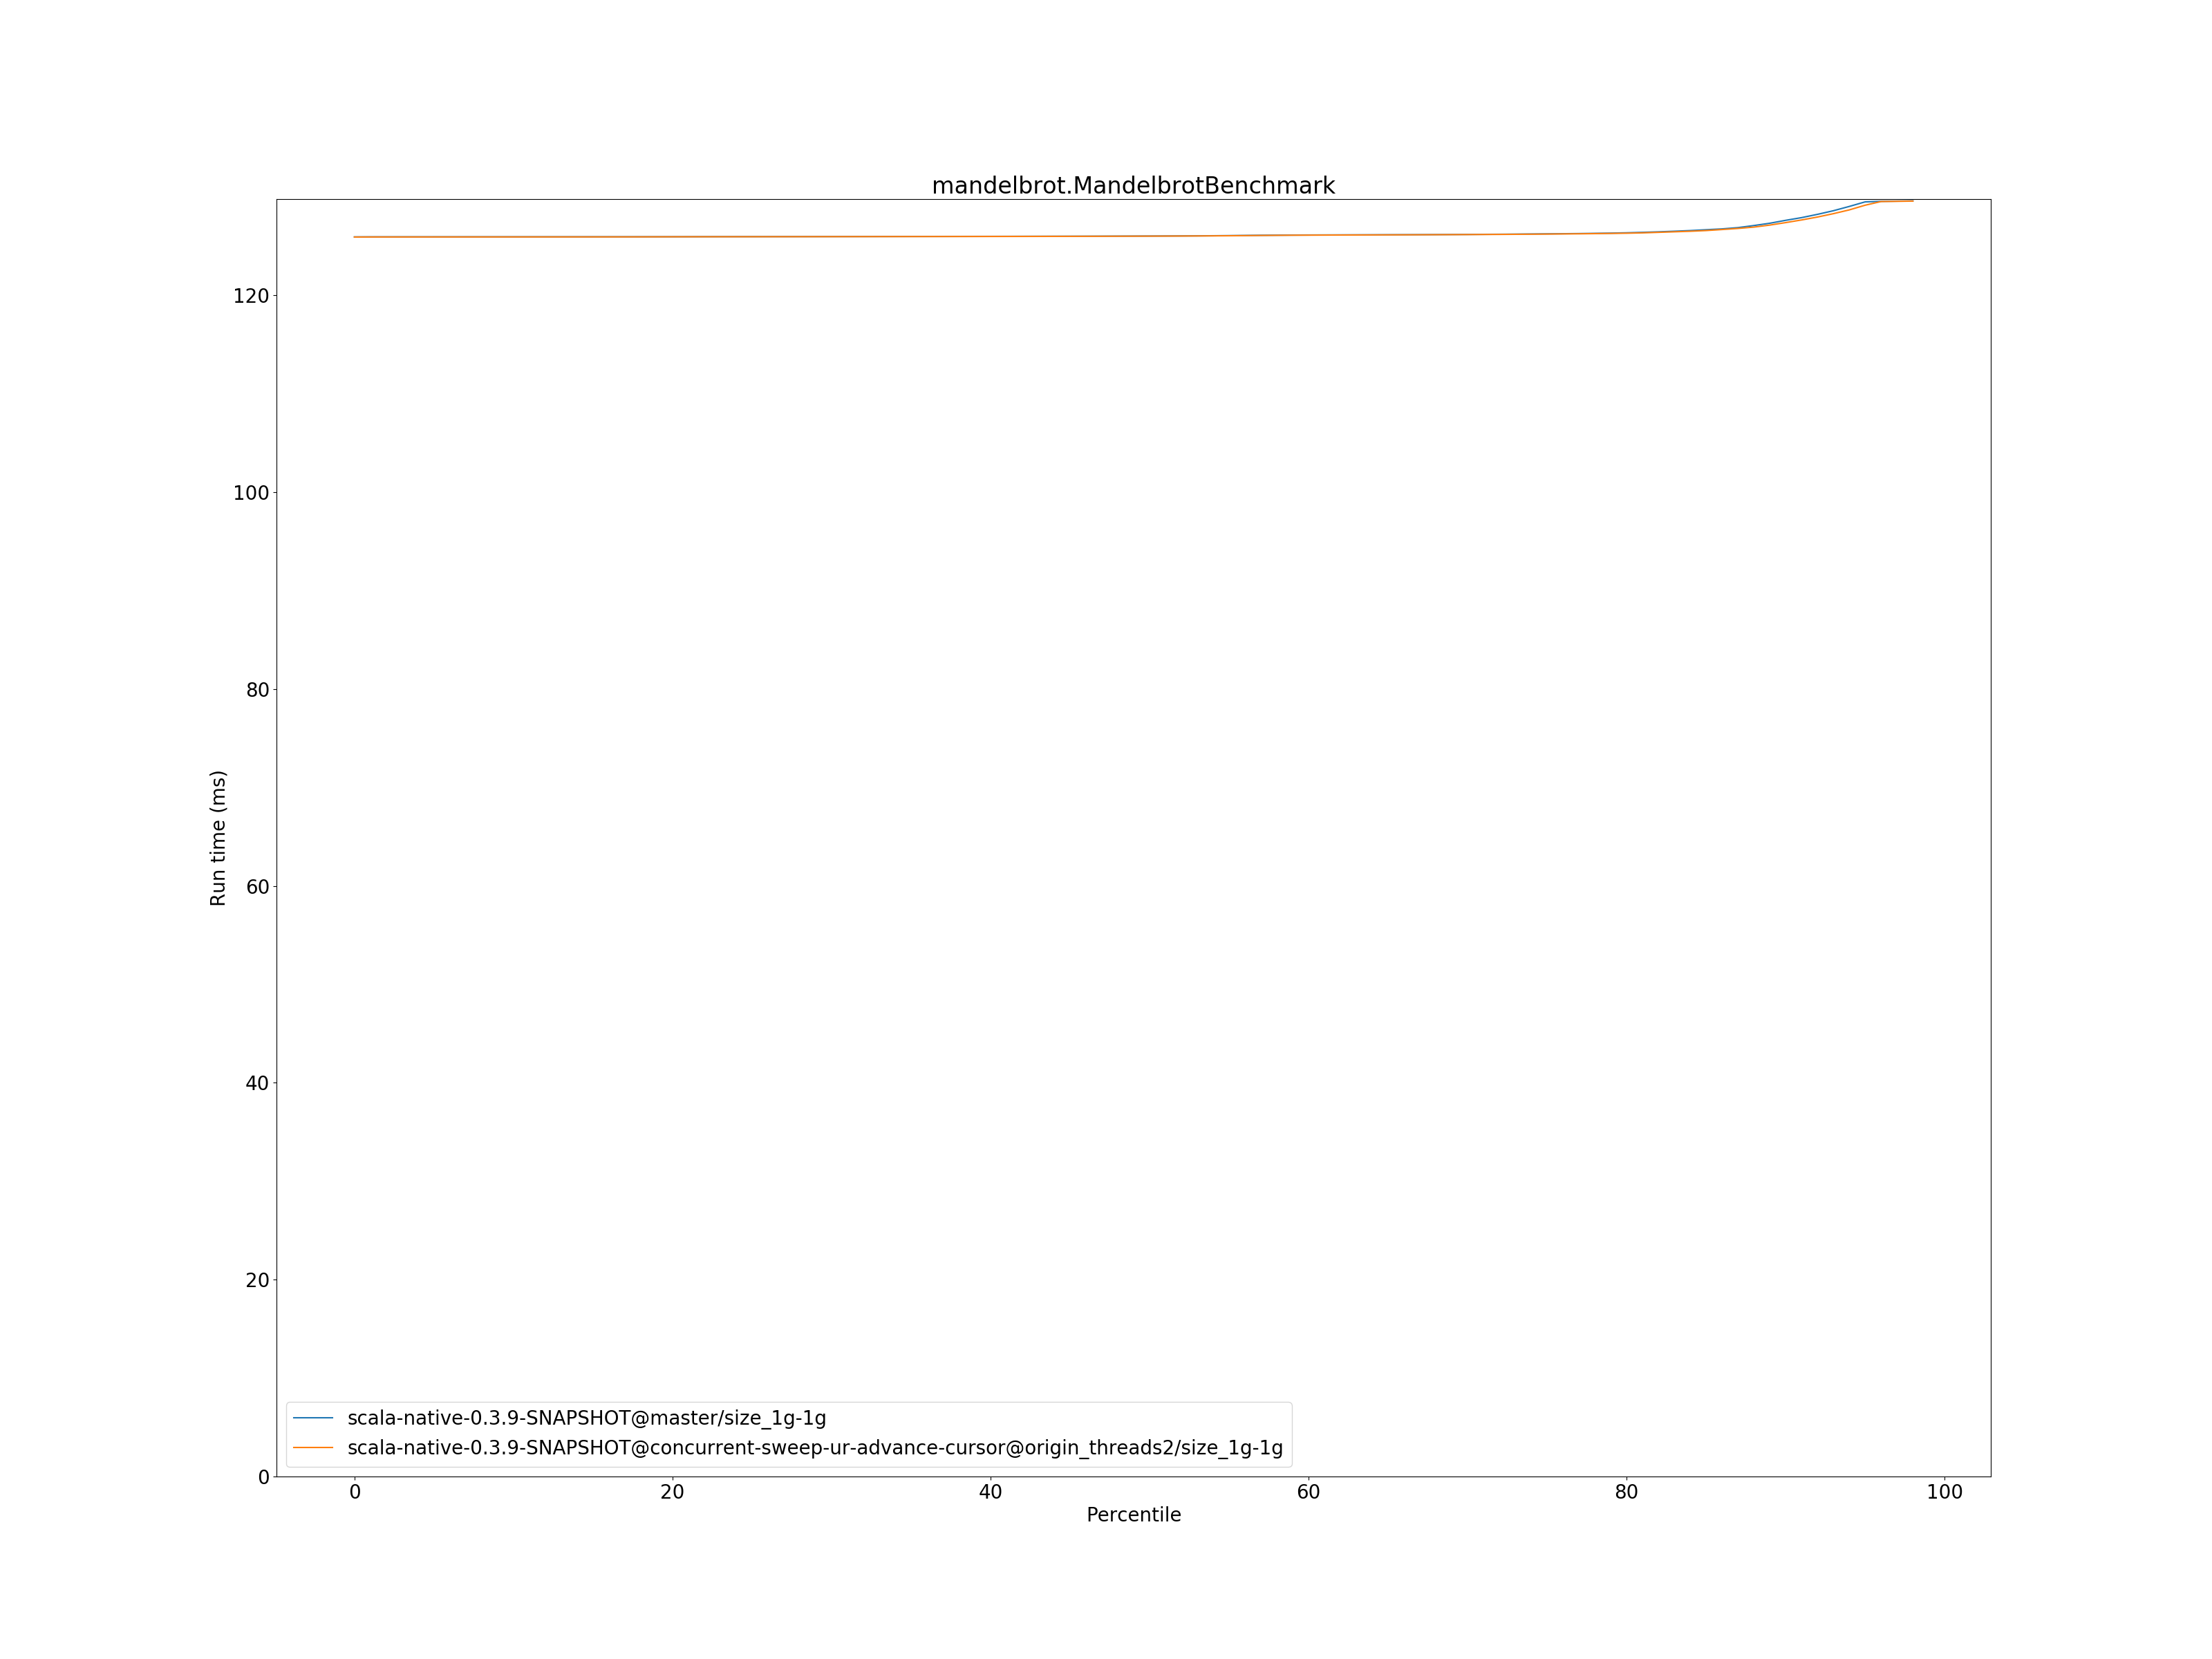 mandelbrot.MandelbrotBenchmark
120
100
80
60
40
20
0
Run time (ms)
scala-native-0.3.9-SNAPSHOT@master/size_1g-1g
scala-native-0.3.9-SNAPSHOT@concurrent-sweep-ur-advance-cursor@origin_threads2/size_1g-1g
0 20 40 60 80 100
Percentile